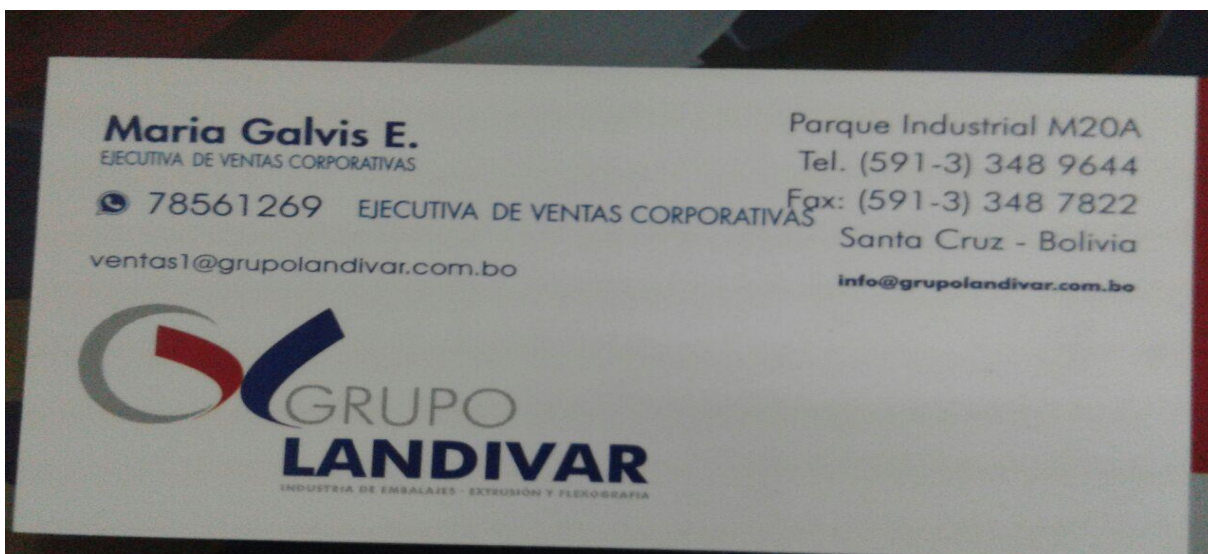 Maria Galvis E.
EJECUTIVA DE VENTAS CORPORATIVAS
78561269 EJECUTIVA DE VENTAS CORPORATIVAS
ventas1@grupolandivar.com.bo
Parque Industrial M20A
Tel. (591-3) 348 9644
Fax: (591-3) 348 7822
Santa Cruz - Bolivia
info@grupolandivar.com.bo
GRUPO
LANDIVAR
INDUSTRIA DE EMBALAJES - EXTRUSIÓN Y FLEXOGRAFIA